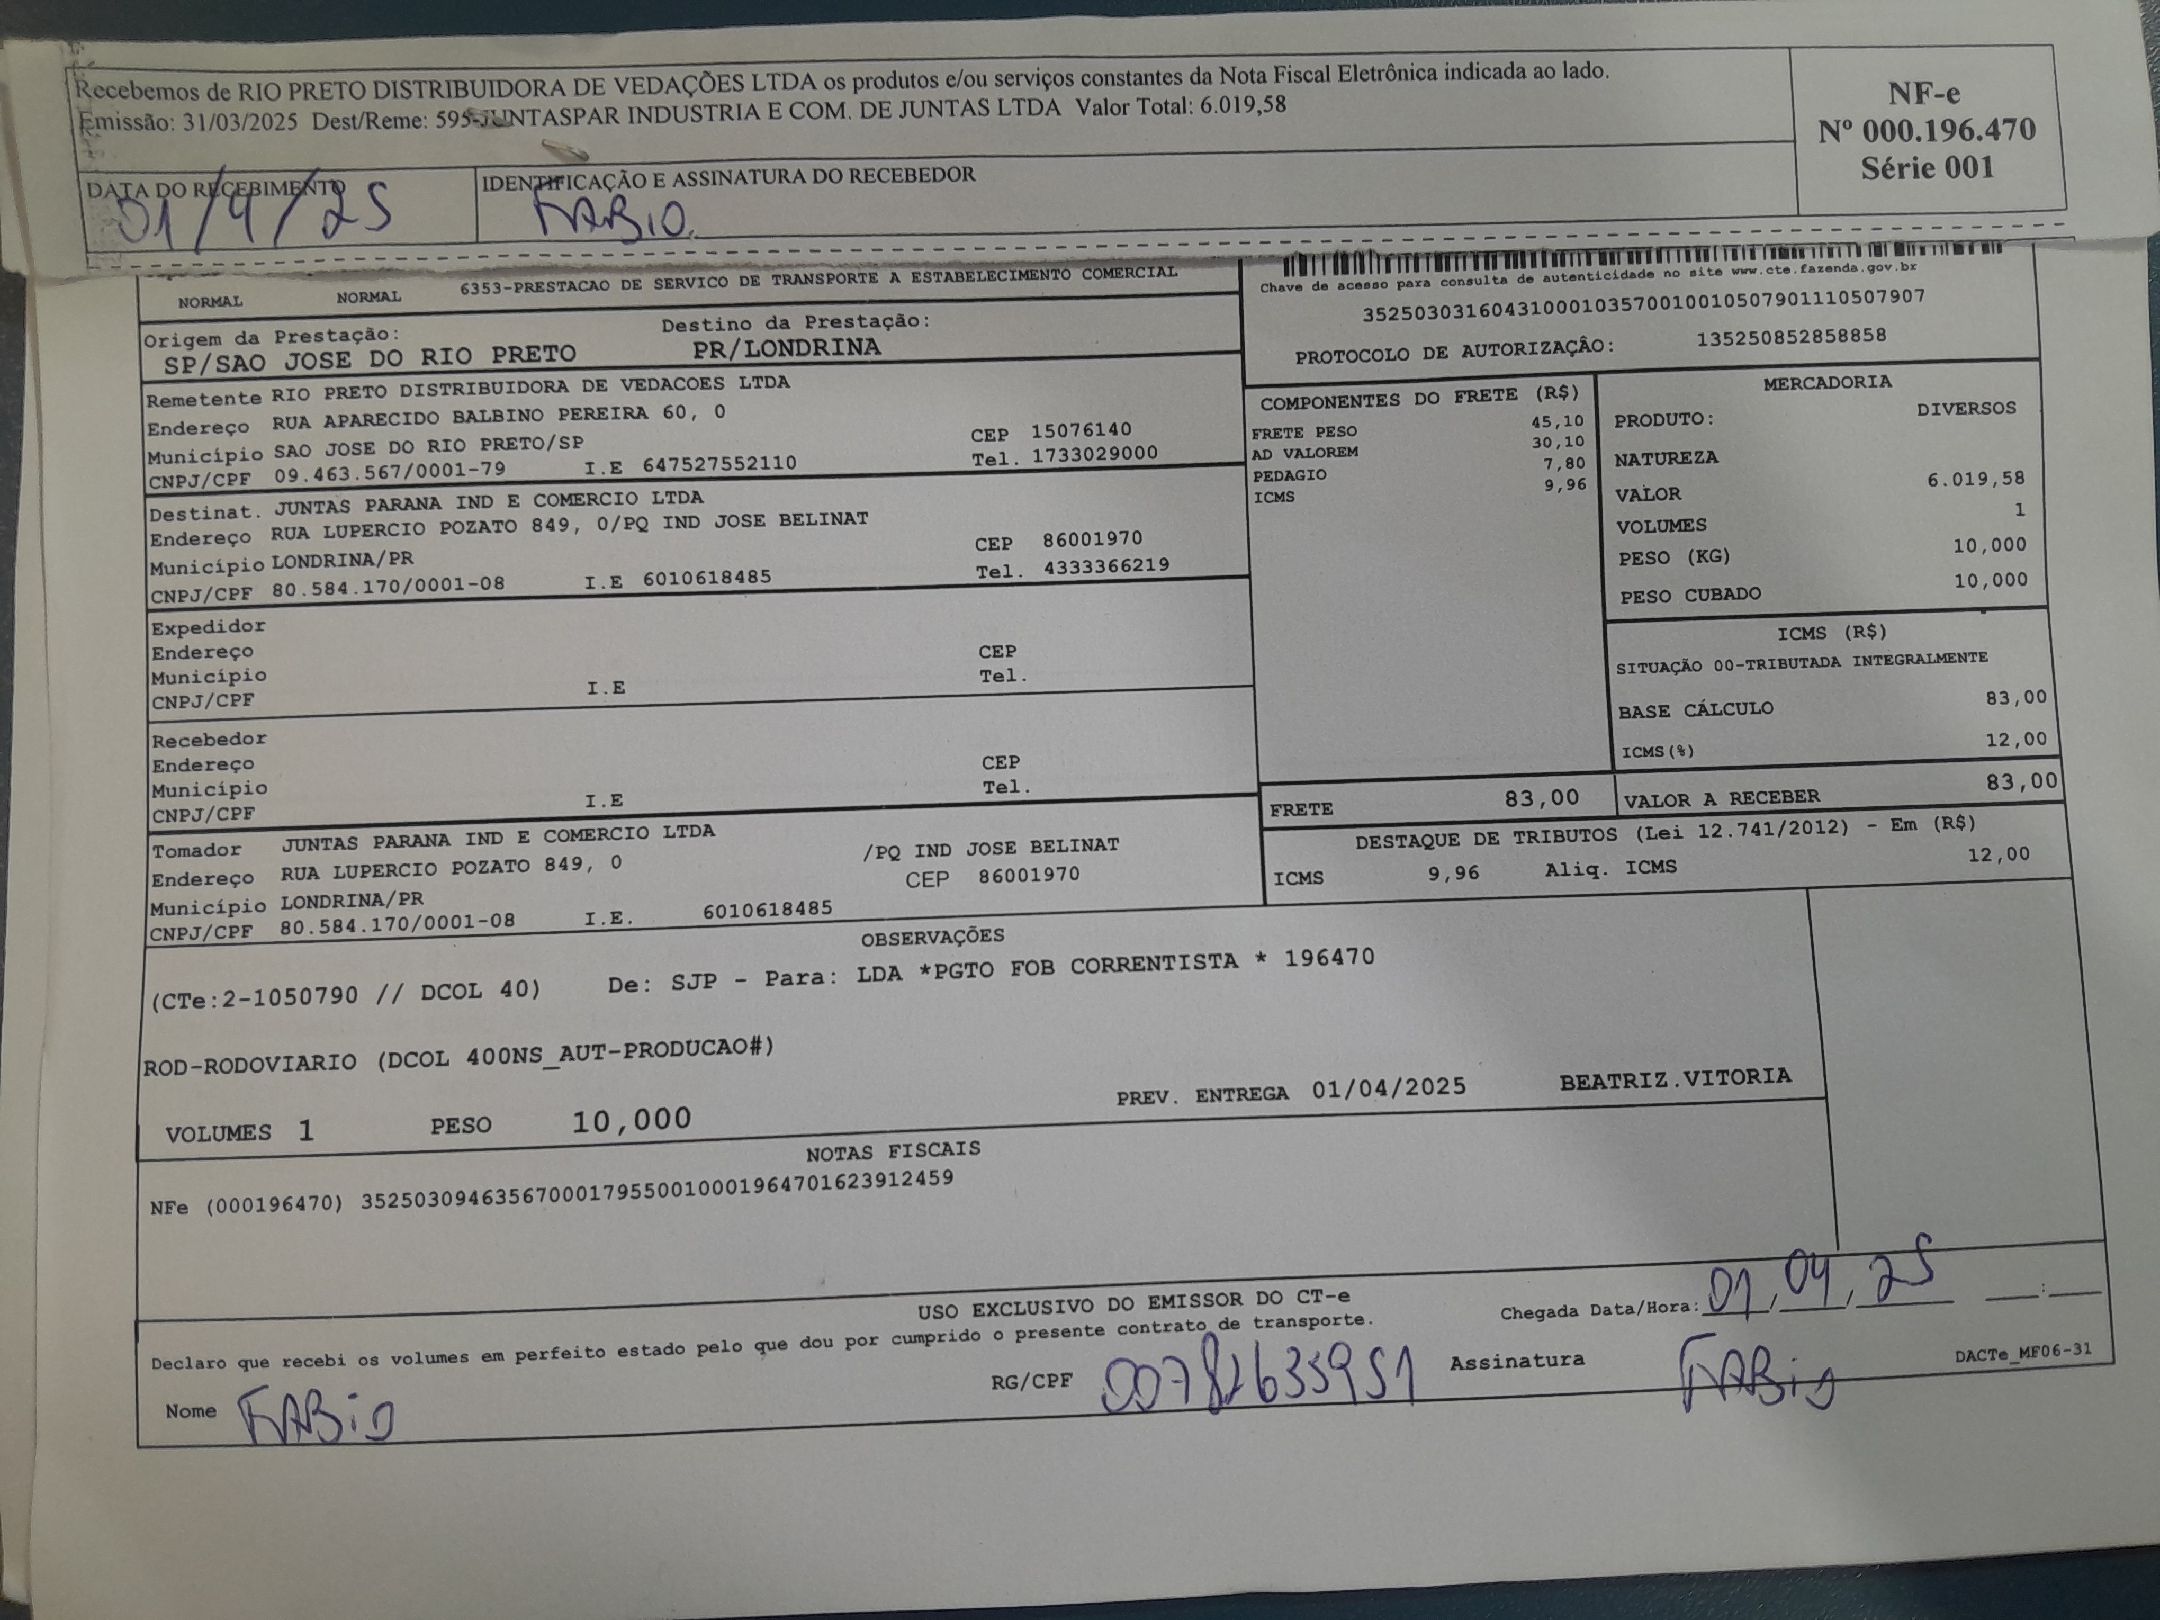 Recebemos de RIO PRETO DISTRIBUIDORA DE VEDAÇÕES LTDA os produtos e/ou serviços constantes da Nota Fiscal Eletrônica indicada ao lado.
Emissão: 31/03/2025 Dest/Reme: 595-JUNTASPAR INDUSTRIA E COM. DE JUNTAS LTDA Valor Total: 6.019,58
NF-e
Nº 000.196.470
Série 001
DATA DO RECEBIMENTO
01/4/25
IDENTIFICAÇÃO E ASSINATURA DO RECEBEDOR
FABIO
NORMAL NORMAL 6353-PRESTACAO DE SERVICO DE TRANSPORTE A ESTABELECIMENTO COMERCIAL
Chave de acesso para consulta de autenticidade no site www.cte.fazenda.gov.br
35250303160431000103570010010507901110507907
PROTOCOLO DE AUTORIZAÇÂO: 135250852858858
Origem da Prestação: Destino da Prestação:
SP/SAO JOSE DO RIO PRETO PR/LONDRINA
Remetente RIO PRETO DISTRIBUIDORA DE VEDACOES LTDA
Endereço RUA APARECIDO BALBINO PEREIRA 60, 0
Município SAO JOSE DO RIO PRETO/SP CEP 15076140
CNPJ/CPF 09.463.567/0001-79 I.E 647527552110 Tel. 1733029000
Destinat. JUNTAS PARANA IND E COMERCIO LTDA
Endereço RUA LUPERCIO POZATO 849, 0/PQ IND JOSE BELINAT
Município LONDRINA/PR CEP 86001970
CNPJ/CPF 80.584.170/0001-08 I.E 6010618485 Tel. 4333366219
Expedidor
Endereço CEP
Município Tel.
CNPJ/CPF I.E
Recebedor
Endereço CEP
Município Tel.
CNPJ/CPF I.E
Tomador JUNTAS PARANA IND E COMERCIO LTDA
Endereço RUA LUPERCIO POZATO 849, 0 /PQ IND JOSE BELINAT
Município LONDRINA/PR CEP 86001970
CNPJ/CPF 80.584.170/0001-08 I.E. 6010618485
COMPONENTES DO FRETE (R$)
FRETE PESO 45,10
AD VALOREM 30,10
PEDAGIO 7,80
ICMS 9,96
MERCADORIA
PRODUTO: DIVERSOS
NATUREZA
VALOR 6.019,58
VOLUMES 1
PESO (KG) 10,000
PESO CUBADO 10,000
ICMS (R$)
SITUAÇÃO 00-TRIBUTADA INTEGRALMENTE
BASE CÁLCULO 83,00
ICMS(%) 12,00
FRETE 83,00 VALOR A RECEBER 83,00
DESTAQUE DE TRIBUTOS (Lei 12.741/2012) - Em (R$)
ICMS 9,96 Aliq. ICMS 12,00
OBSERVAÇÕES
(CTe:2-1050790 // DCOL 40) De: SJP - Para: LDA *PGTO FOB CORRENTISTA * 196470
ROD-RODOVIARIO (DCOL 400NS_AUT-PRODUCAO#)
VOLUMES 1 PESO 10,000 PREV. ENTREGA 01/04/2025 BEATRIZ.VITORIA
NOTAS FISCAIS
NFe (000196470) 35250309463567000179550010001964701623912459
USO EXCLUSIVO DO EMISSOR DO CT-e
Chegada Data/Hora: 01, 04, 25 :
Declaro que recebi os volumes em perfeito estado pelo que dou por cumprido o presente contrato de transporte.
Nome FABIO RG/CPF Assinatura FABIO DACTe_MF06-31